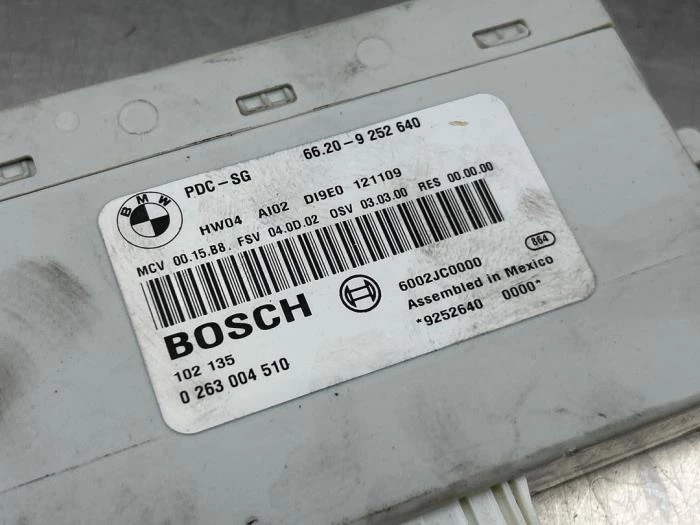 66.20-9 252 640
PDC-SG
BMW
HW04 AI02 DI9E0 121109
MCV 00.15.B8. FSV 04.0D.02 OSV 03.03.00 RES 00.00.00
864
BOSCH
6002JC0000
Assembled in Mexico
*9252640 0000*
102 135
0 263 004 510